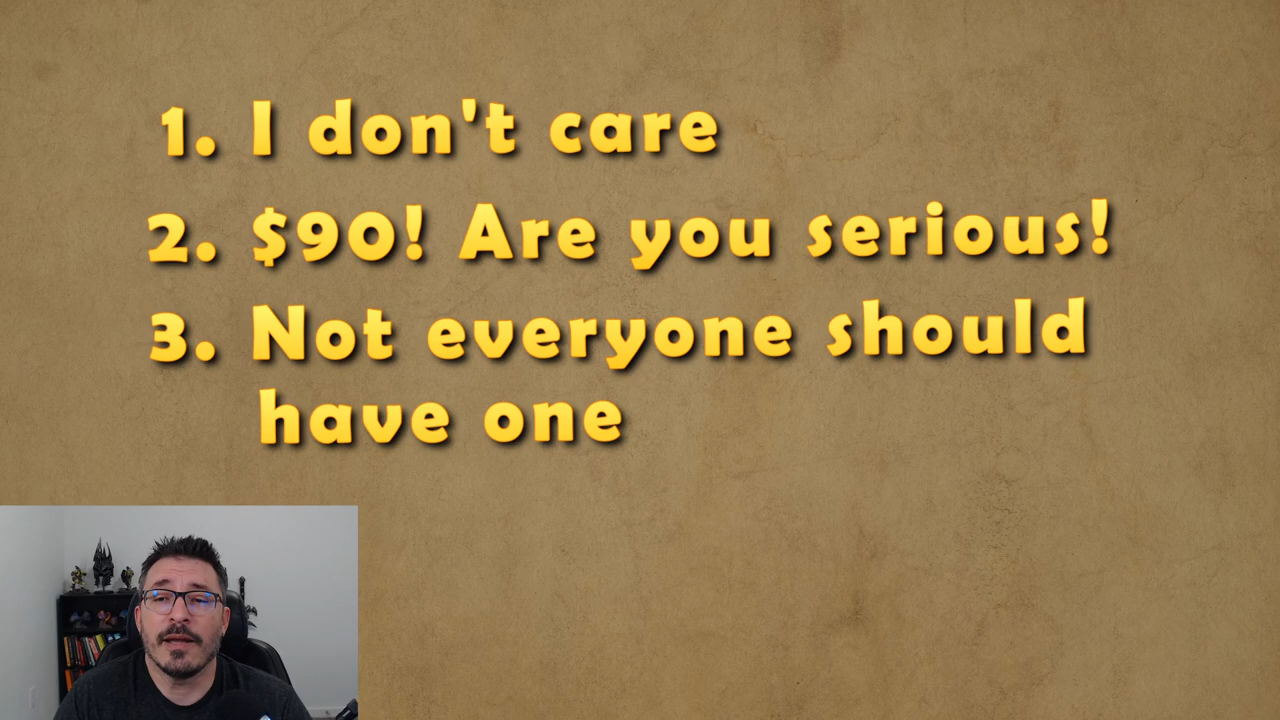 1. I don't care
2. $90! Are you serious!
3. Not everyone should
have one